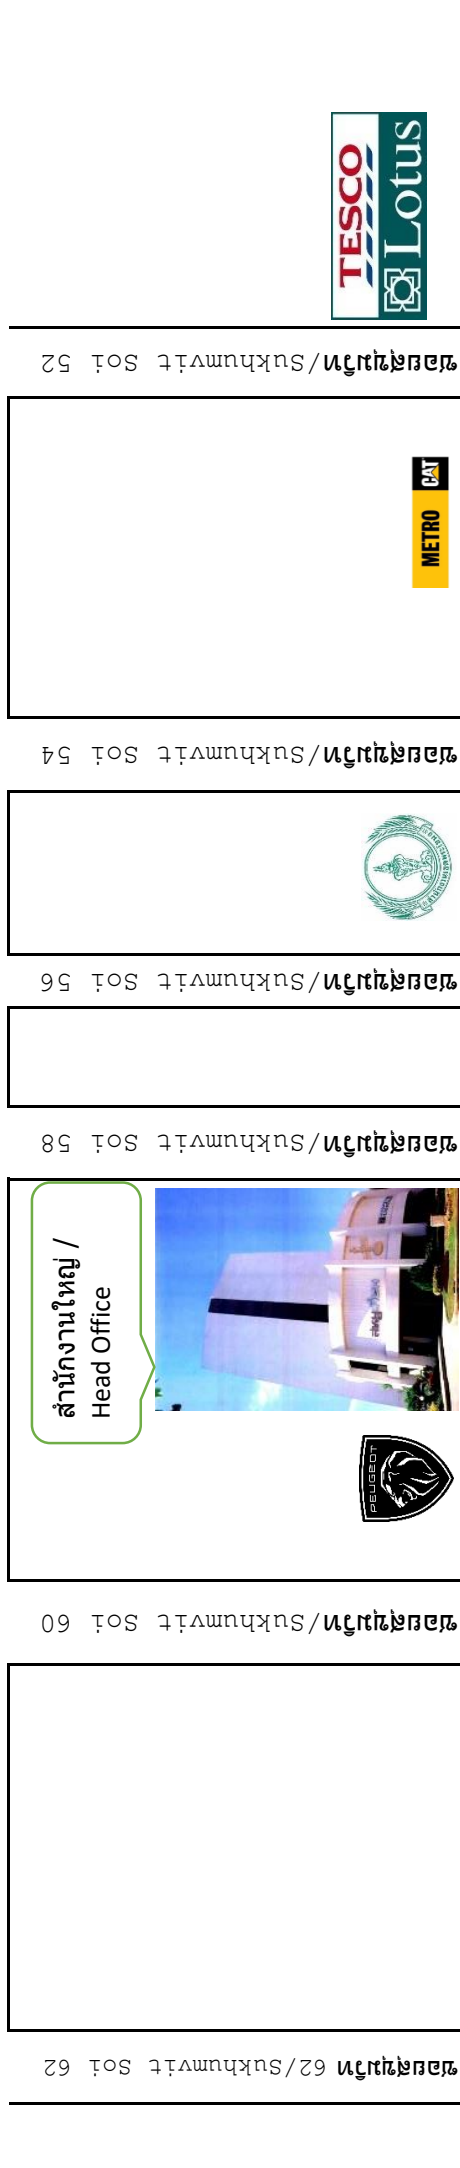 TESCO
Lotus
ซอยสุขุมวิท/Sukhumvit Soi 52
METRO CAT
ซอยสุขุมวิท/Sukhumvit Soi 54
ซอยสุขุมวิท/Sukhumvit Soi 56
ซอยสุขุมวิท/Sukhumvit Soi 58
สำนักงานใหญ่ /
Head Office
PEUGEOT
ซอยสุขุมวิท/Sukhumvit Soi 60
ซอยสุขุมวิท 62/Sukhumvit Soi 62